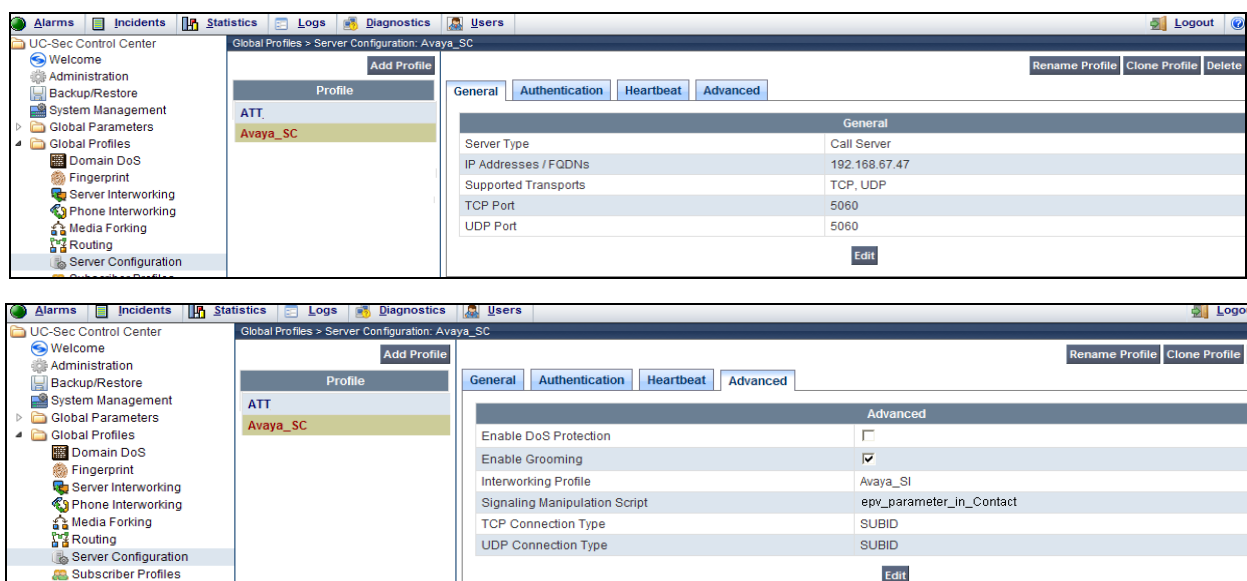 Alarms Incidents Statistics Logs Diagnostics Users Logout
UC-Sec Control Center
Welcome
Administration
Backup/Restore
System Management
Global Parameters
Global Profiles
Domain DoS
Fingerprint
Server Interworking
Phone Interworking
Media Forking
Routing
Server Configuration
Global Profiles > Server Configuration: Avaya_SC
Add Profile
Profile
ATT
Avaya_SC
Rename Profile Clone Profile Delete
General Authentication Heartbeat Advanced
General
Server Type Call Server
IP Addresses / FQDNs 192.168.67.47
Supported Transports TCP, UDP
TCP Port 5060
UDP Port 5060
Edit
Alarms Incidents Statistics Logs Diagnostics Users Logou
UC-Sec Control Center
Welcome
Administration
Backup/Restore
System Management
Global Parameters
Global Profiles
Domain DoS
Fingerprint
Server Interworking
Phone Interworking
Media Forking
Routing
Server Configuration
Subscriber Profiles
Global Profiles > Server Configuration: Avaya_SC
Add Profile
Profile
ATT
Avaya_SC
Rename Profile Clone Profile
General Authentication Heartbeat Advanced
Advanced
Enable DoS Protection
Enable Grooming
Interworking Profile Avaya_SI
Signaling Manipulation Script epv_parameter_in_Contact
TCP Connection Type SUBID
UDP Connection Type SUBID
Edit